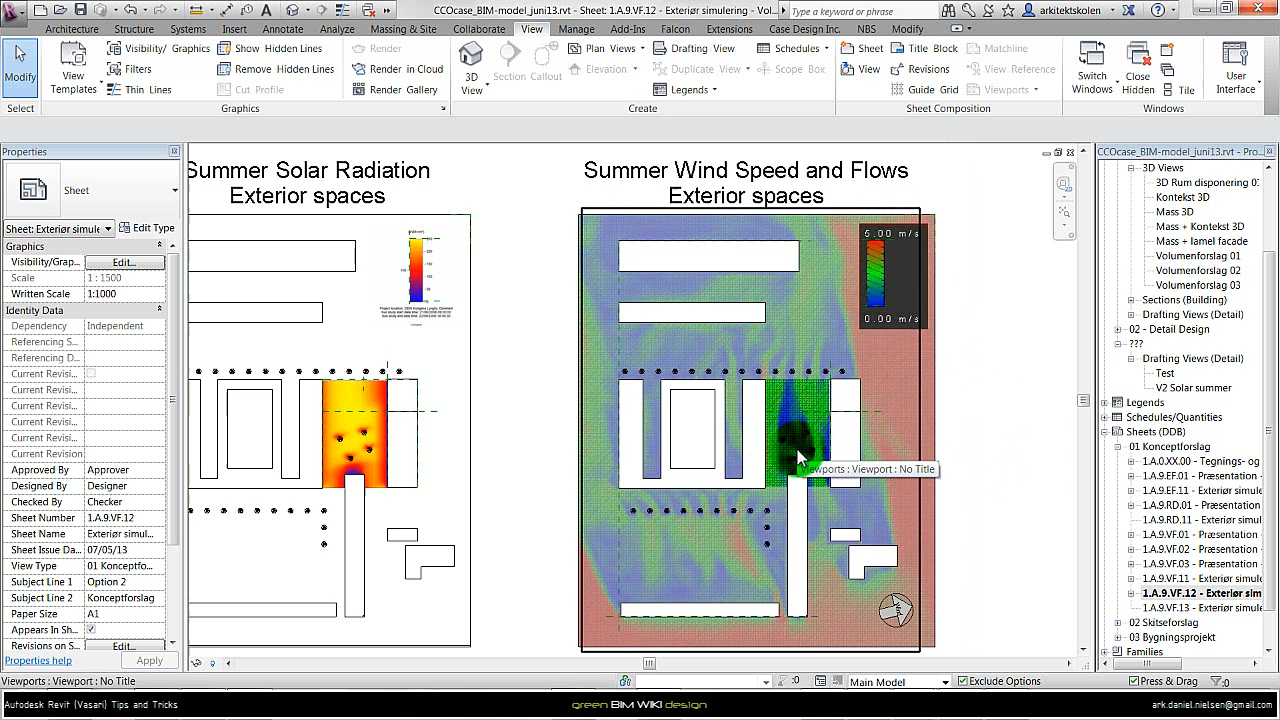 CCOcase_BIM-model_juni13.rvt - Sheet: 1.A.9.VF.12 - Exteriør simulering - Vol...
Type a keyword or phrase
arkitektskolen
Architecture Structure Systems Insert Annotate Analyze Massing & Site Collaborate View Manage Add-Ins Falcon Extensions Case Design Inc. NBS Modify
Modify
View Templates
Visibility/ Graphics
Filters
Thin Lines
Show Hidden Lines
Remove Hidden Lines
Cut Profile
Render
Render in Cloud
Render Gallery
3D View
Section
Callout
Plan Views
Elevation
Drafting View
Duplicate View
Legends
Schedules
Scope Box
Sheet
View
Title Block
Revisions
Guide Grid
Matchline
View Reference
Viewports
Switch Windows
Close Hidden
Tile
User Interface
Select Graphics Create Sheet Composition Windows
Properties
Sheet
Sheet: Exteriør simule
Edit Type
Graphics
Visibility/Grap... Edit...
Scale 1 : 1500
Written Scale 1:1000
Identity Data
Dependency Independent
Referencing S...
Referencing D...
Current Revisi...
Current Revisi...
Current Revisi...
Current Revisi...
Current Revisi...
Current Revision
Approved By Approver
Designed By Designer
Checked By Checker
Sheet Number 1.A.9.VF.12
Sheet Name Exteriør simu...
Sheet Issue Da... 07/05/13
View Type 01 Konceptfo...
Subject Line 1 Option 2
Subject Line 2 Konceptforslag
Paper Size A1
Appears In Sh...
Revisions on S... Edit...
Properties help Apply
Summer Solar Radiation
Exterior spaces
Summer Wind Speed and Flows
Exterior spaces
5.00 m/s
0.00 m/s
Viewports : Viewport : No Title
CCOcase_BIM-model_juni13.rvt - Pro...
3D Views
3D Rum disponering 0
Kontekst 3D
Mass 3D
Mass + Kontekst 3D
Mass + lamel facade
Volumenforslag 01
Volumenforslag 02
Volumenforslag 03
Sections (Building)
Drafting Views (Detail)
02 - Detail Design
???
Drafting Views (Detail)
Test
V2 Solar summer
Legends
Schedules/Quantities
Sheets (DDB)
01 Konceptforslag
1.A.0.XX.00 - Tegnings- og
1.A.9.EF.01 - Præsentation
1.A.9.EF.11 - Exteriør simule
1.A.9.RD.01 - Præsentation
1.A.9.RD.11 - Exteriør simul
1.A.9.VF.01 - Præsentation
1.A.9.VF.02 - Præsentation
1.A.9.VF.03 - Præsentation
1.A.9.VF.11 - Exteriør simule
1.A.9.VF.12 - Exteriør sim
1.A.9.VF.13 - Exteriør simule
02 Skitseforslag
03 Bygningsprojekt
Families
Viewports : Viewport : No Title
:0
Main Model
Exclude Options
Press & Drag
:0
Autodesk Revit (Vasari) Tips and Tricks
green BIM WIKI design
ark.daniel.nielsen@gmail.com